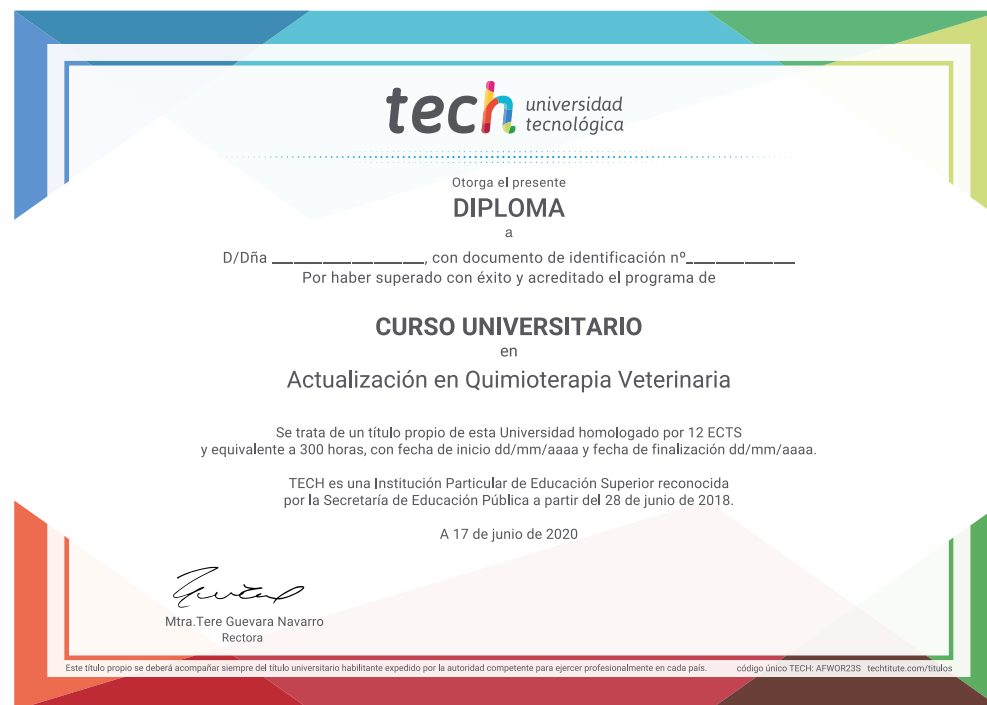 tech universidad
tecnológica
Otorga el presente
DIPLOMA
a
D/Dña ______________, con documento de identificación nº__________
Por haber superado con éxito y acreditado el programa de
CURSO UNIVERSITARIO
en
Actualización en Quimioterapia Veterinaria
Se trata de un título propio de esta Universidad homologado por 12 ECTS
y equivalente a 300 horas, con fecha de inicio dd/mm/aaaa y fecha de finalización dd/mm/aaaa.
TECH es una Institución Particular de Educación Superior reconocida
por la Secretaría de Educación Pública a partir del 28 de junio de 2018.
A 17 de junio de 2020
Mtra.Tere Guevara Navarro
Rectora
Este título propio se deberá acompañar siempre del título universitario habilitante expedido por la autoridad competente para ejercer profesionalmente en cada país. código único TECH: AFWOR23S techtitute.com/titulos